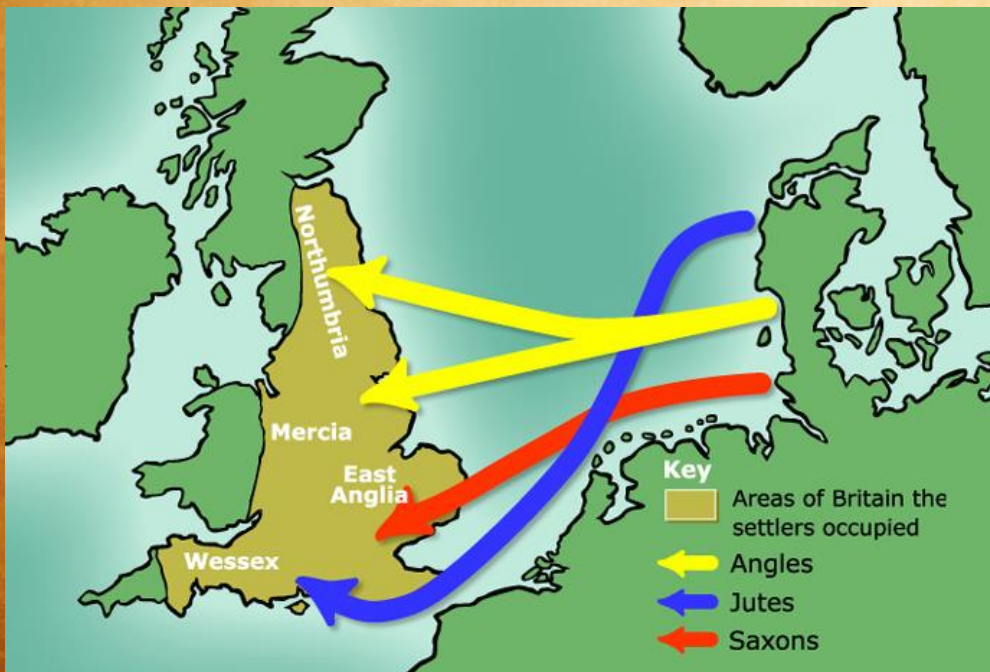 Northumbria
Mercia
East
Anglia
Wessex
Key
Areas of Britain the
settlers occupied
Angles
Jutes
Saxons